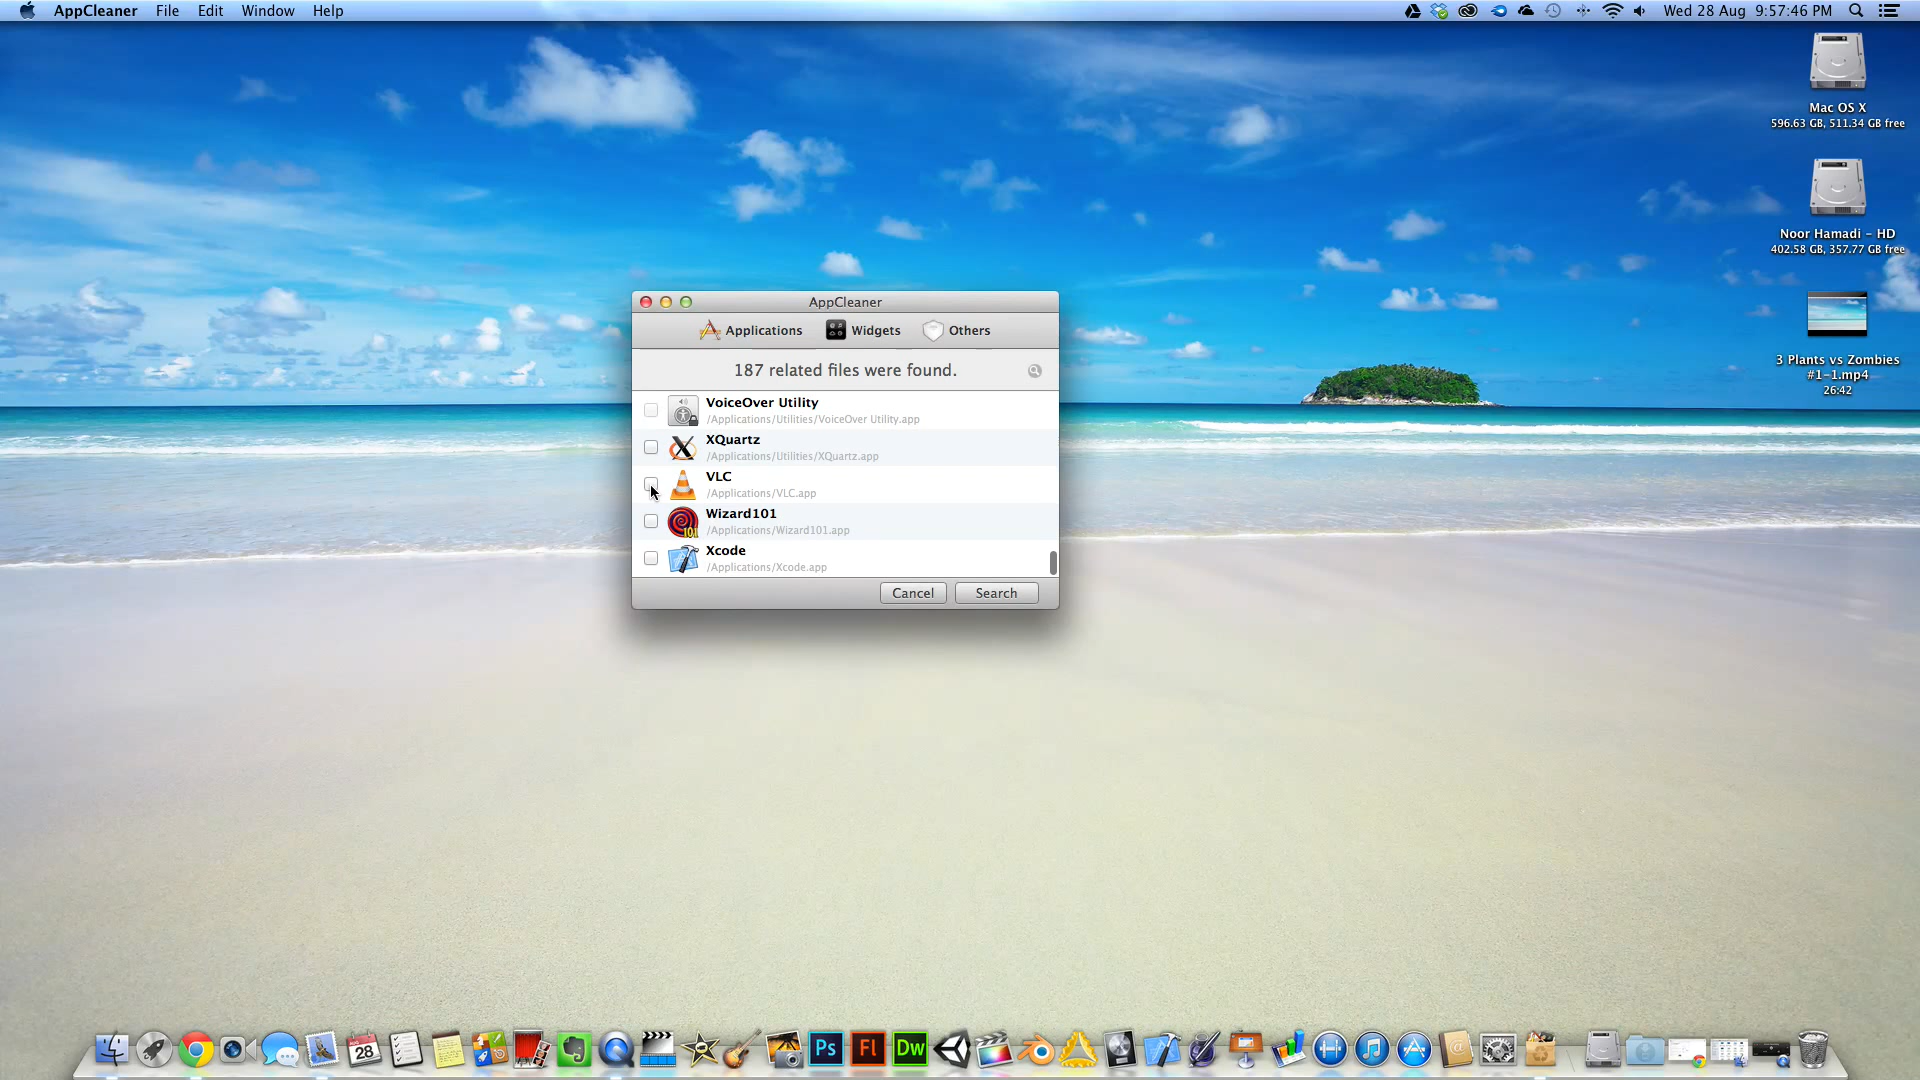 AppCleaner File Edit Window Help
Wed 28 Aug 9:57:46 PM
Mac OS X
596.63 GB, 511.34 GB free
Noor Hamadi - HD
402.58 GB, 357.77 GB free
3 Plants vs Zombies
#1-1.mp4
26:42
AppCleaner
Applications Widgets Others
187 related files were found.
VoiceOver Utility
/Applications/Utilities/VoiceOver Utility.app
XQuartz
/Applications/Utilities/XQuartz.app
VLC
/Applications/VLC.app
Wizard101
/Applications/Wizard101.app
Xcode
/Applications/Xcode.app
Cancel Search
28
Ps Fl Dw